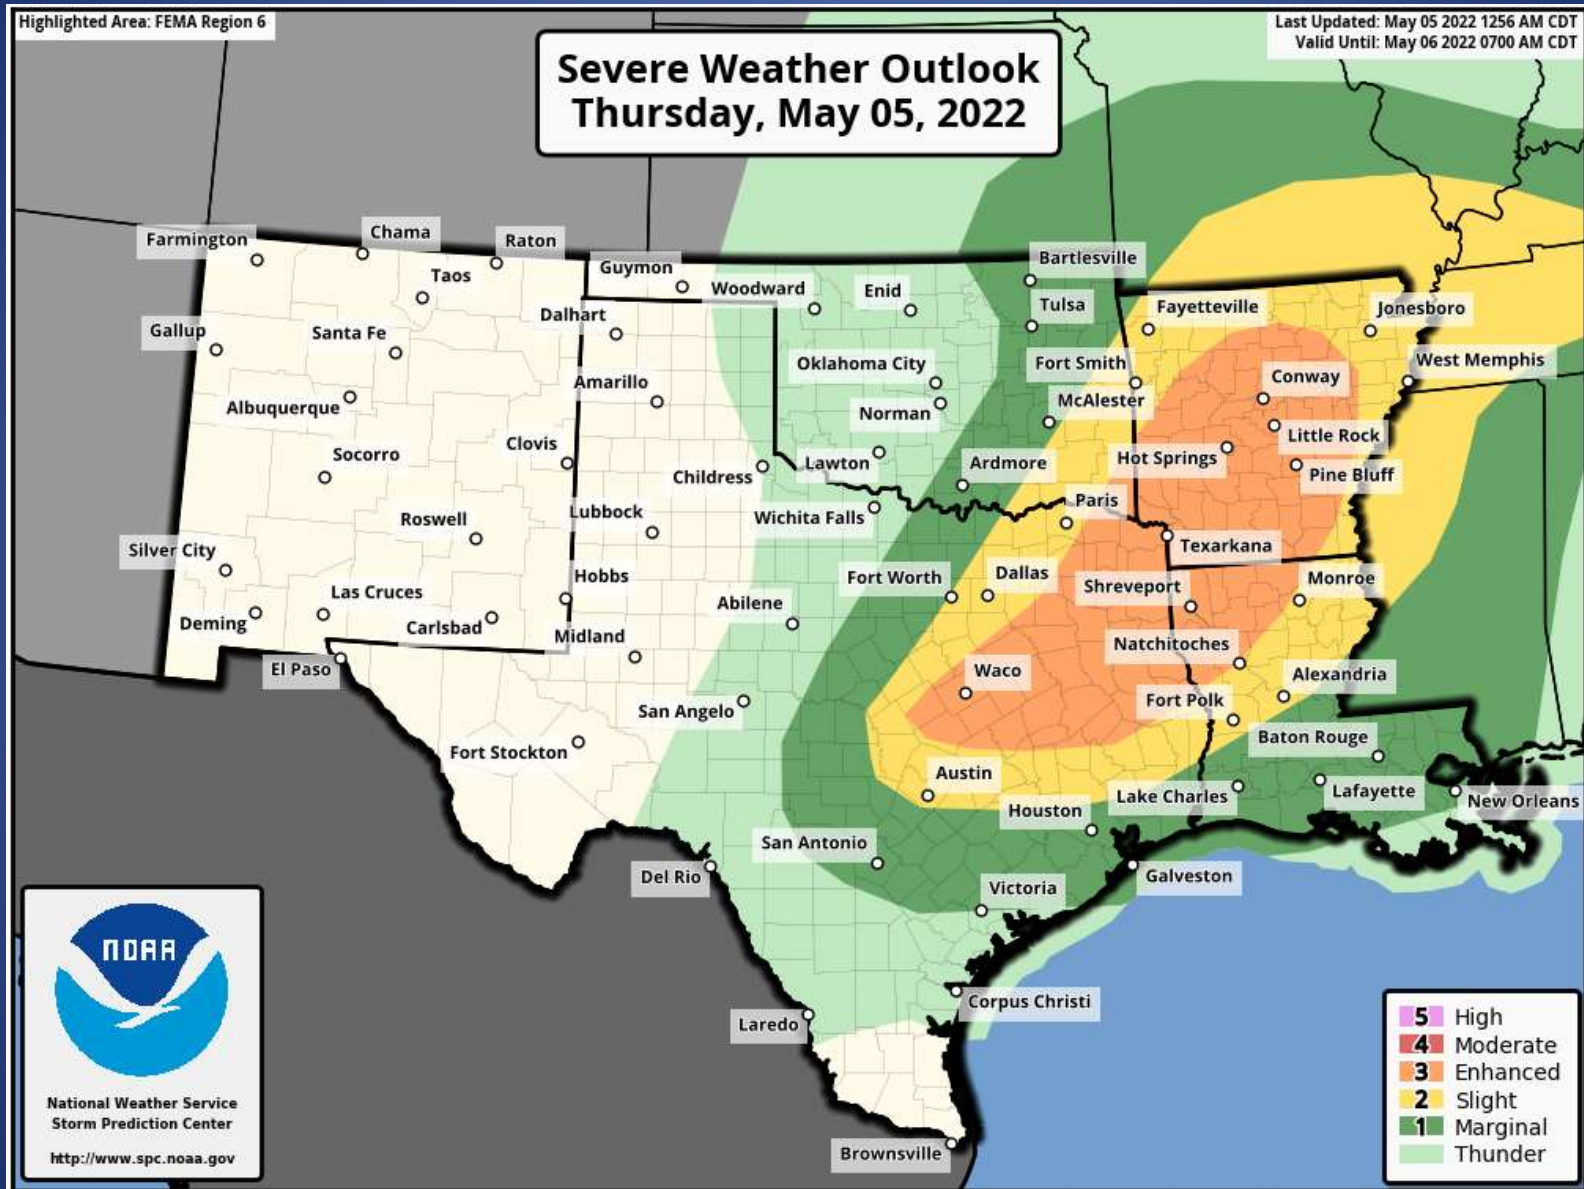 Highlighted Area: FEMA Region 6
Last Updated: May 05 2022 1256 AM CDT
Valid Until: May 06 2022 0700 AM CDT
Severe Weather Outlook
Thursday, May 05, 2022
Farmington
Chama
Raton
Taos
Guymon
Woodward
Enid
Bartlesville
Tulsa
Fayetteville
Jonesboro
Gallup
Santa Fe
Dalhart
Oklahoma City
Fort Smith
West Memphis
Conway
Albuquerque
Amarillo
Norman
McAlester
Little Rock
Socorro
Clovis
Childress
Lawton
Ardmore
Hot Springs
Pine Bluff
Roswell
Lubbock
Wichita Falls
Paris
Texarkana
Silver City
Hobbs
Fort Worth
Dallas
Shreveport
Monroe
Las Cruces
Deming
Carlsbad
Midland
Abilene
Natchitoches
El Paso
Waco
Alexandria
San Angelo
Fort Polk
Fort Stockton
Baton Rouge
Austin
Lake Charles
Lafayette
New Orleans
Houston
San Antonio
Del Rio
Victoria
Galveston
Corpus Christi
Laredo
Brownsville
NOAA
National Weather Service
Storm Prediction Center
http://www.spc.noaa.gov
5 High
4 Moderate
3 Enhanced
2 Slight
1 Marginal
Thunder